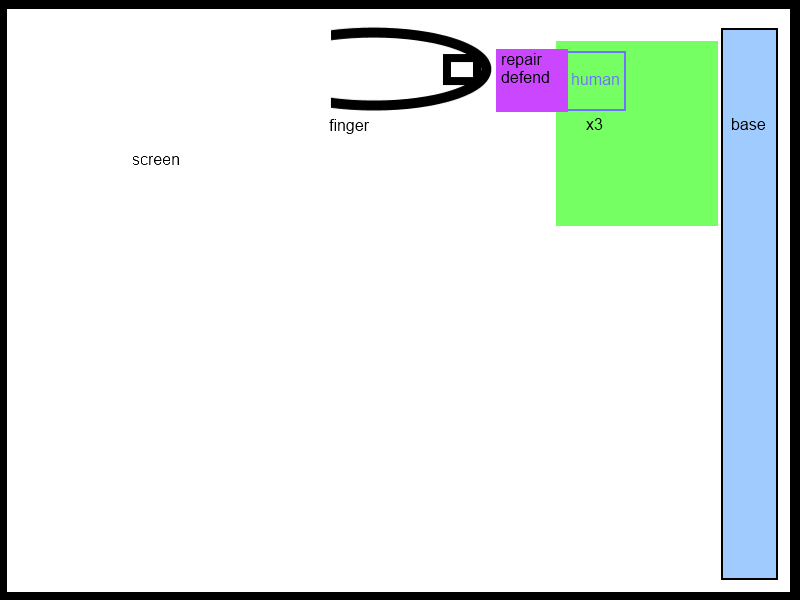 repair
defend
human
finger
x3
base
screen